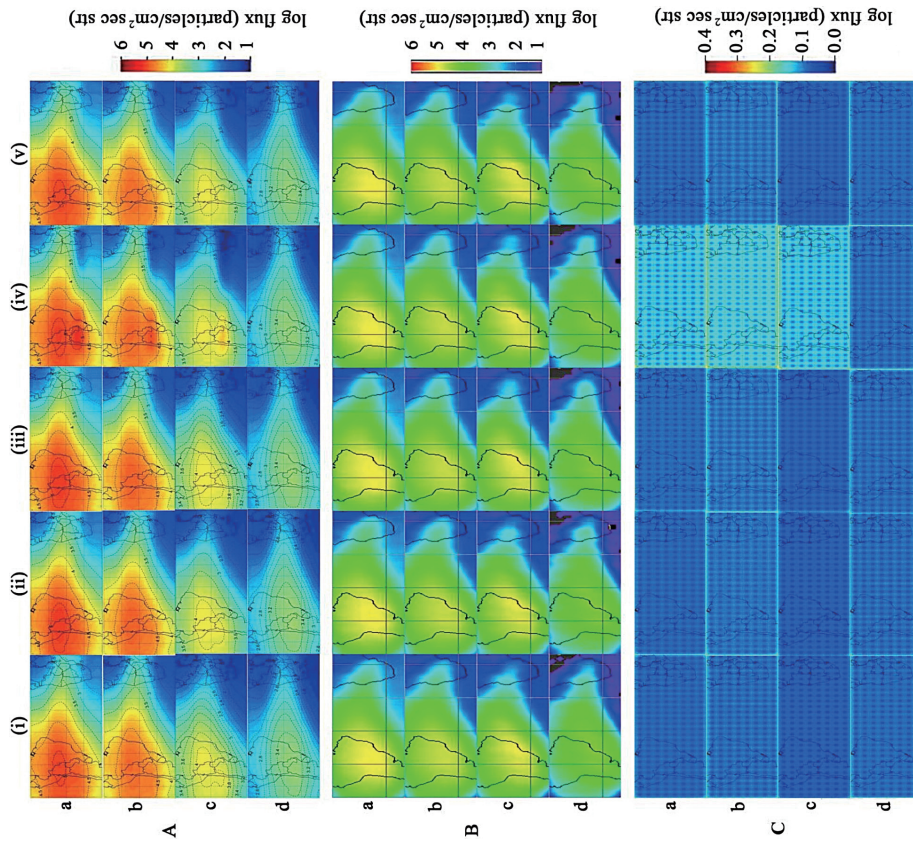 (i) (ii) (iii) (iv) (v)
A
a
b
c
d
6 5 4 3 2 1
log flux (particles/cm² sec str)
B
a
b
c
d
6 5 4 3 2 1
log flux (particles/cm² sec str)
C
a
b
c
d
0.4 0.3 0.2 0.1 0.0
log flux (particles/cm² sec str)